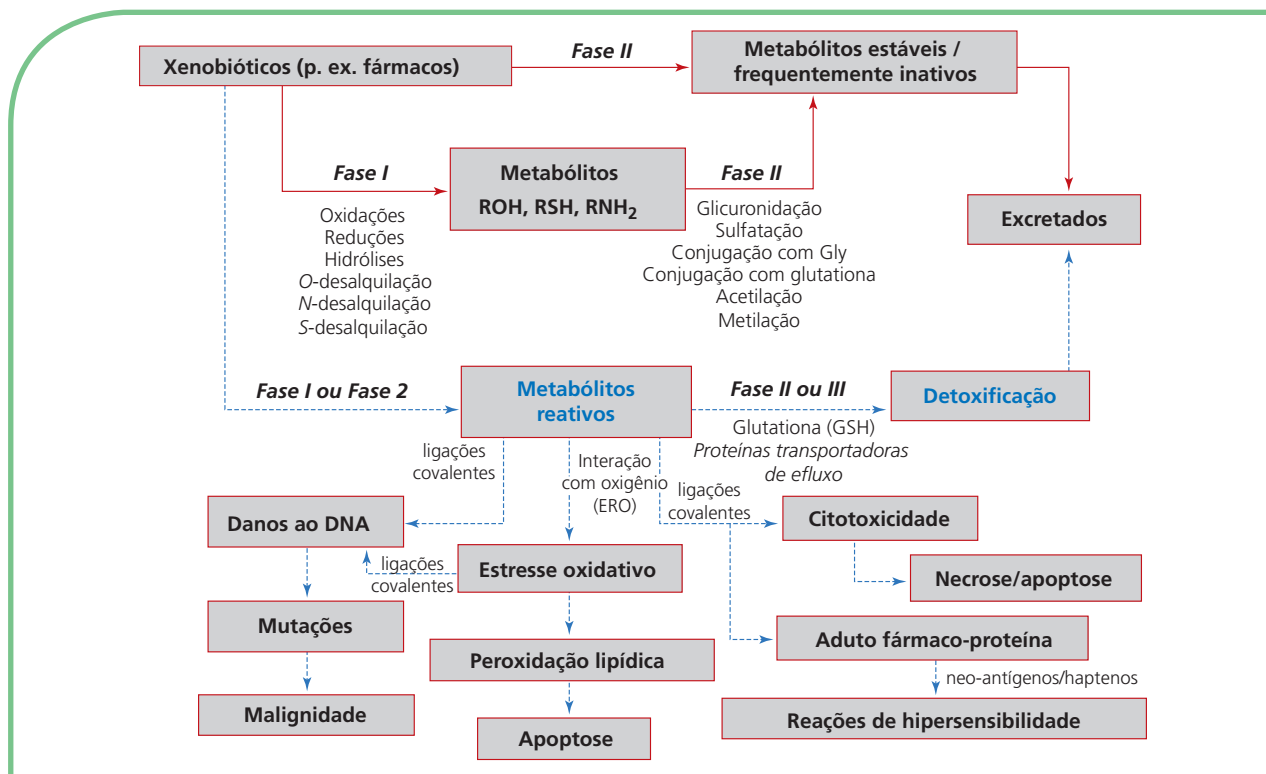 Xenobióticos (p. ex. fármacos)
Fase II
Metabólitos estáveis /
frequentemente inativos
Fase I
Oxidações
Reduções
Hidrólises
O-desalquilação
N-desalquilação
S-desalquilação
Metabólitos
ROH, RSH, RNH2
Fase II
Glicuronidação
Sulfatação
Conjugação com Gly
Conjugação com glutationa
Acetilação
Metilação
Excretados
Fase I ou Fase 2
Metabólitos
reativos
Fase II ou III
Glutationa (GSH)
Proteínas transportadoras
de efluxo
Detoxificação
ligações
covalentes
Interação
com oxigênio
(ERO)
ligações
covalentes
Danos ao DNA
ligações
covalentes
Estresse oxidativo
Citotoxicidade
Necrose/apoptose
Mutações
Peroxidação lipídica
Aduto fármaco-proteína
neo-antígenos/haptenos
Malignidade
Apoptose
Reações de hipersensibilidade